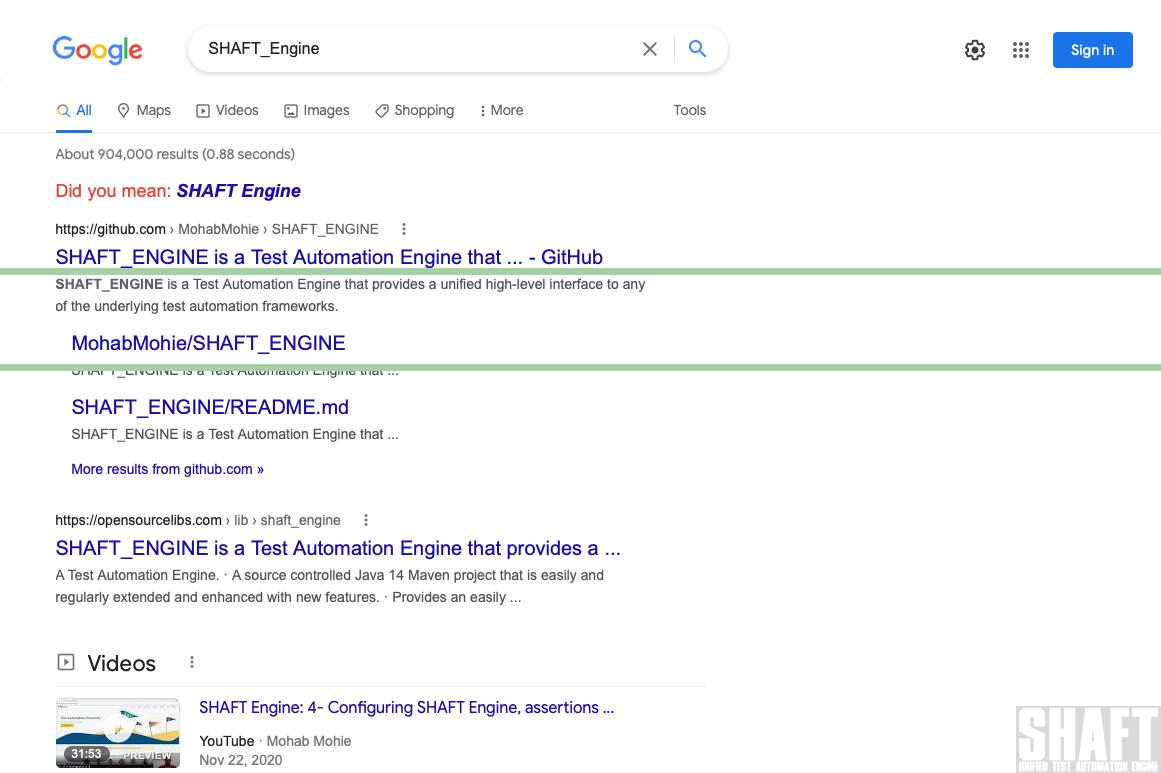 Google
SHAFT_Engine
Sign in
All
Maps
Videos
Images
Shopping
More
Tools
About 904,000 results (0.88 seconds)
Did you mean: SHAFT Engine
https://github.com › MohabMohie › SHAFT_ENGINE
SHAFT_ENGINE is a Test Automation Engine that ... - GitHub
SHAFT_ENGINE is a Test Automation Engine that provides a unified high-level interface to any
of the underlying test automation frameworks.
MohabMohie/SHAFT_ENGINE
SHAFT_ENGINE is a Test Automation Engine that ...
SHAFT_ENGINE/README.md
SHAFT_ENGINE is a Test Automation Engine that ...
More results from github.com »
https://opensourcelibs.com › lib › shaft_engine
SHAFT_ENGINE is a Test Automation Engine that provides a ...
A Test Automation Engine. · A source controlled Java 14 Maven project that is easily and
regularly extended and enhanced with new features. · Provides an easily ...
Videos
SHAFT Engine: 4- Configuring SHAFT Engine, assertions ...
31:53
PREVIEW
YouTube · Mohab Mohie
Nov 22, 2020
SHAFT
UNIFIED TEST AUTOMATION ENGINE